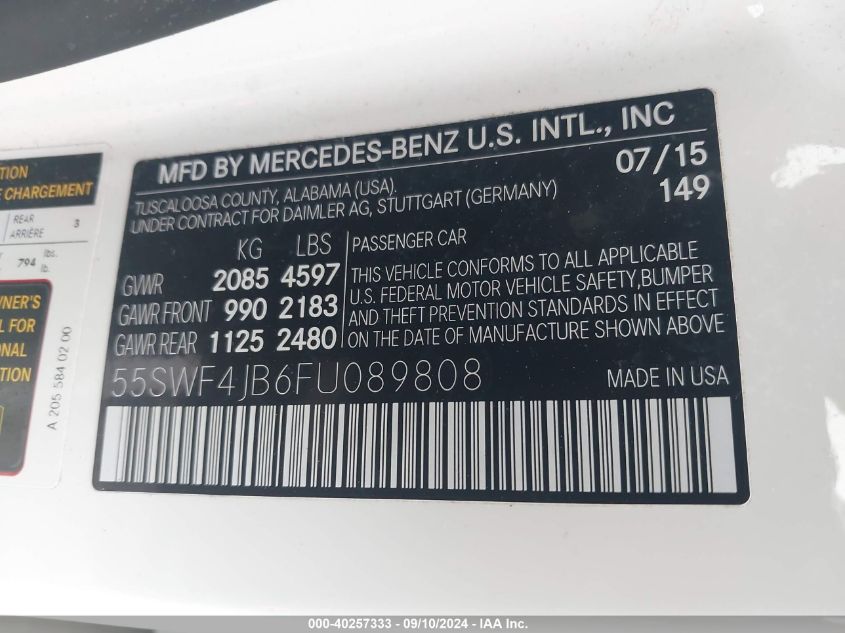 MFD BY MERCEDES-BENZ U.S. INTL., INC
TUSCALOOSA COUNTY, ALABAMA (USA).
UNDER CONTRACT FOR DAIMLER AG, STUTTGART (GERMANY)
07/15
149
KG LBS
GVWR 2085 4597
GAWR FRONT 990 2183
GAWR REAR 1125 2480
PASSENGER CAR
THIS VEHICLE CONFORMS TO ALL APPLICABLE
U.S. FEDERAL MOTOR VEHICLE SAFETY,BUMPER
AND THEFT PREVENTION STANDARDS IN EFFECT
ON THE DATE OF MANUFACTURE SHOWN ABOVE
55SWF4JB6FU089808
MADE IN USA
CHARGEMENT
REAR 3
ARRIÈRE
794 lbs.
lb.
FOR
A 205 584 02 00
000-40257333 - 09/10/2024 - IAA Inc.